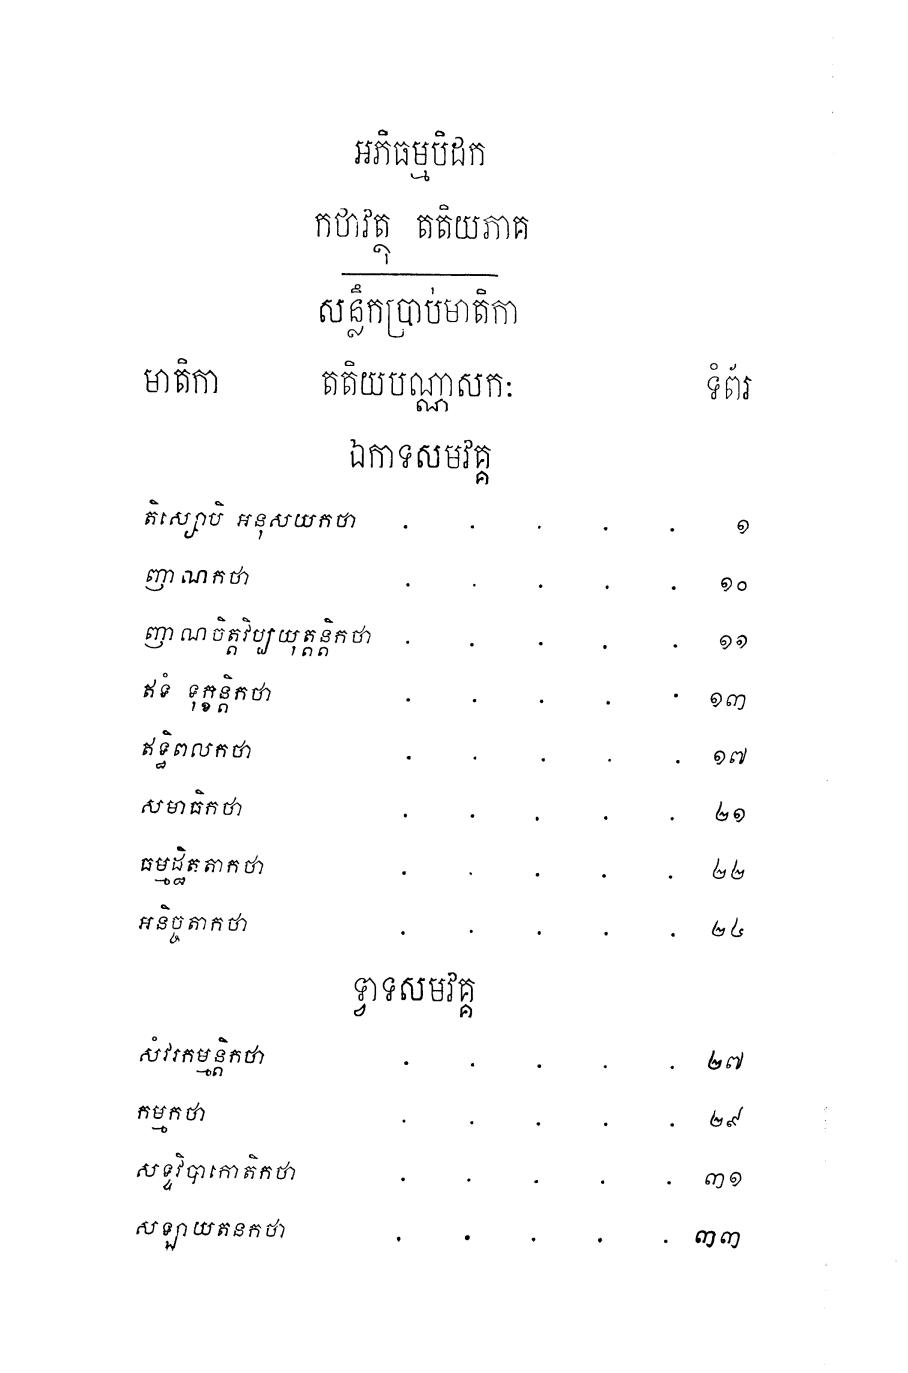 អភិធម្មបិដក
កថាវត្ថុ តតិយភាគ
សន្លឹកប្រាប់មាតិកា
មាតិកា តតិយបណ្ណាសកៈ ទំព័រ
ឯកាទសមវគ្គ
តិស្សោបិ អនុសយកថា . . . . . ១
ញាណកថា . . . . . ១០
ញាណចិត្តវិប្បយុត្តន្តិកថា . . . . . ១១
ឥទំ ទុក្ខន្តិកថា . . . . . ១៣
ឥទ្ធិពលកថា . . . . . ១៧
សមាធិកថា . . . . . ២១
ធម្មដ្ឋិតតាកថា . . . . . ២២
អនិច្ចតាកថា . . . . . ២៤
ទ្វាទសមវគ្គ
សំវរកម្មន្តិកថា . . . . . ២៧
កម្មកថា . . . . . ២៩
សទ្ទវិបាកោតិកថា . . . . . ៣១
សឡាយតនកថា . . . . . ៣៣